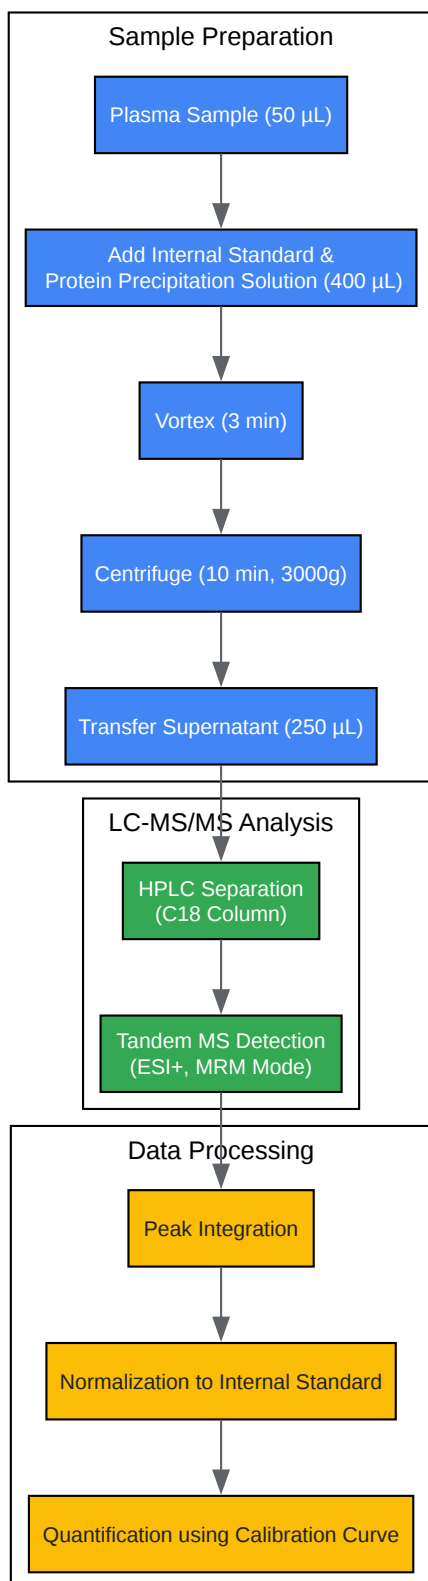 Sample Preparation
Plasma Sample (50 µL)
Add Internal Standard &
Protein Precipitation Solution (400 µL)
Vortex (3 min)
Centrifuge (10 min, 3000g)
Transfer Supernatant (250 µL)
LC-MS/MS Analysis
HPLC Separation
(C18 Column)
Tandem MS Detection
(ESI+, MRM Mode)
Data Processing
Peak Integration
Normalization to Internal Standard
Quantification using Calibration Curve